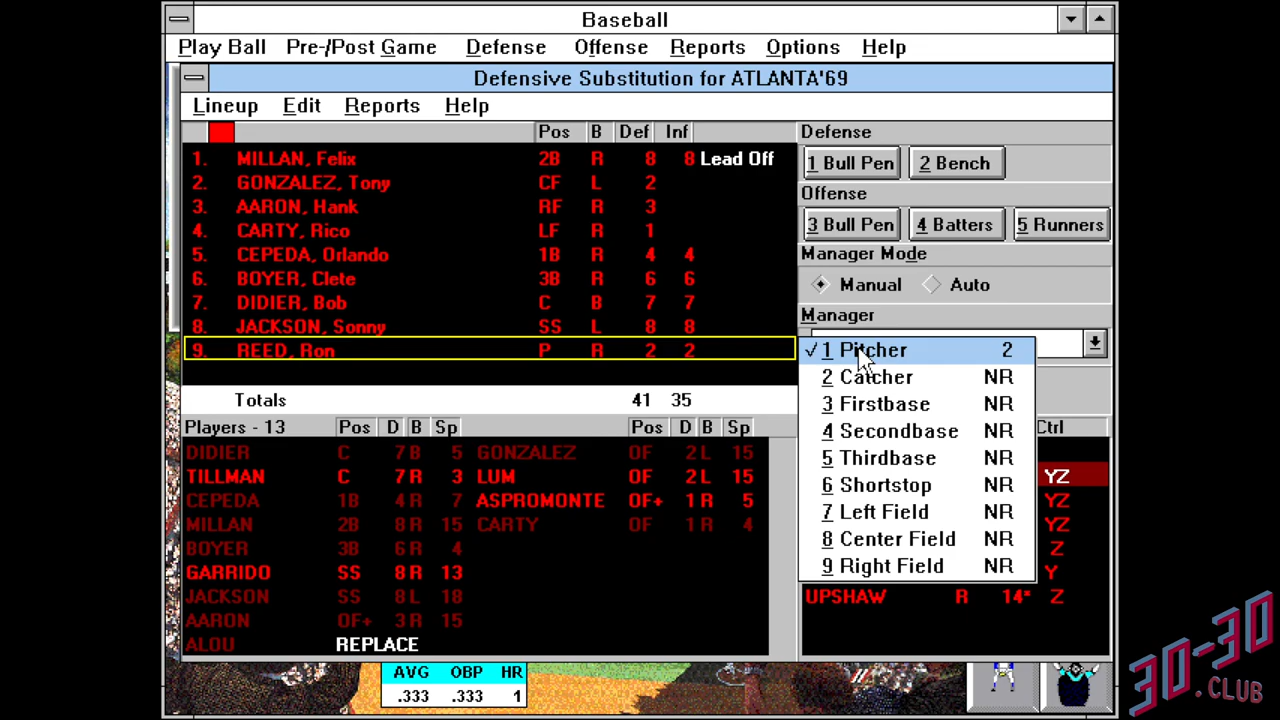 Baseball
Play Ball Pre-/Post Game Defense Offense Reports Options Help
Defensive Substitution for ATLANTA'69
Lineup Edit Reports Help
Pos B Def Inf
1. MILLAN, Felix 2B R 8 8 Lead Off
2. GONZALEZ, Tony CF L 2
3. AARON, Hank RF R 3
4. CARTY, Rico LF R 1
5. CEPEDA, Orlando 1B R 4 4
6. BOYER, Clete 3B R 6 6
7. DIDIER, Bob C B 7 7
8. JACKSON, Sonny SS L 8 8
9. REED, Ron P R 2 2
Totals 41 35
Defense
1 Bull Pen 2 Bench
Offense
3 Bull Pen 4 Batters 5 Runners
Manager Mode
Manual Auto
Manager
✓ 1 Pitcher 2
2 Catcher NR
3 Firstbase NR
4 Secondbase NR
5 Thirdbase NR
6 Shortstop NR
7 Left Field NR
8 Center Field NR
9 Right Field NR
Players - 13 Pos D B Sp Pos D B Sp
DIDIER C 7 B 5 GONZALEZ OF 2 L 15
TILLMAN C 7 R 3 LUM OF 2 L 15
CEPEDA 1B 4 R 7 ASPROMONTE OF+ 1 R 5
MILLAN 2B 8 R 15 CARTY OF 1 R 4
BOYER 3B 6 R 4
GARRIDO SS 8 R 13
JACKSON SS 8 L 18
AARON OF+ 3 R 15
ALOU REPLACE
Ctrl
YZ
YZ
YZ
Z
Y
UPSHAW R 14* Z
AVG OBP HR
.333 .333 1
30-30
.CLUB